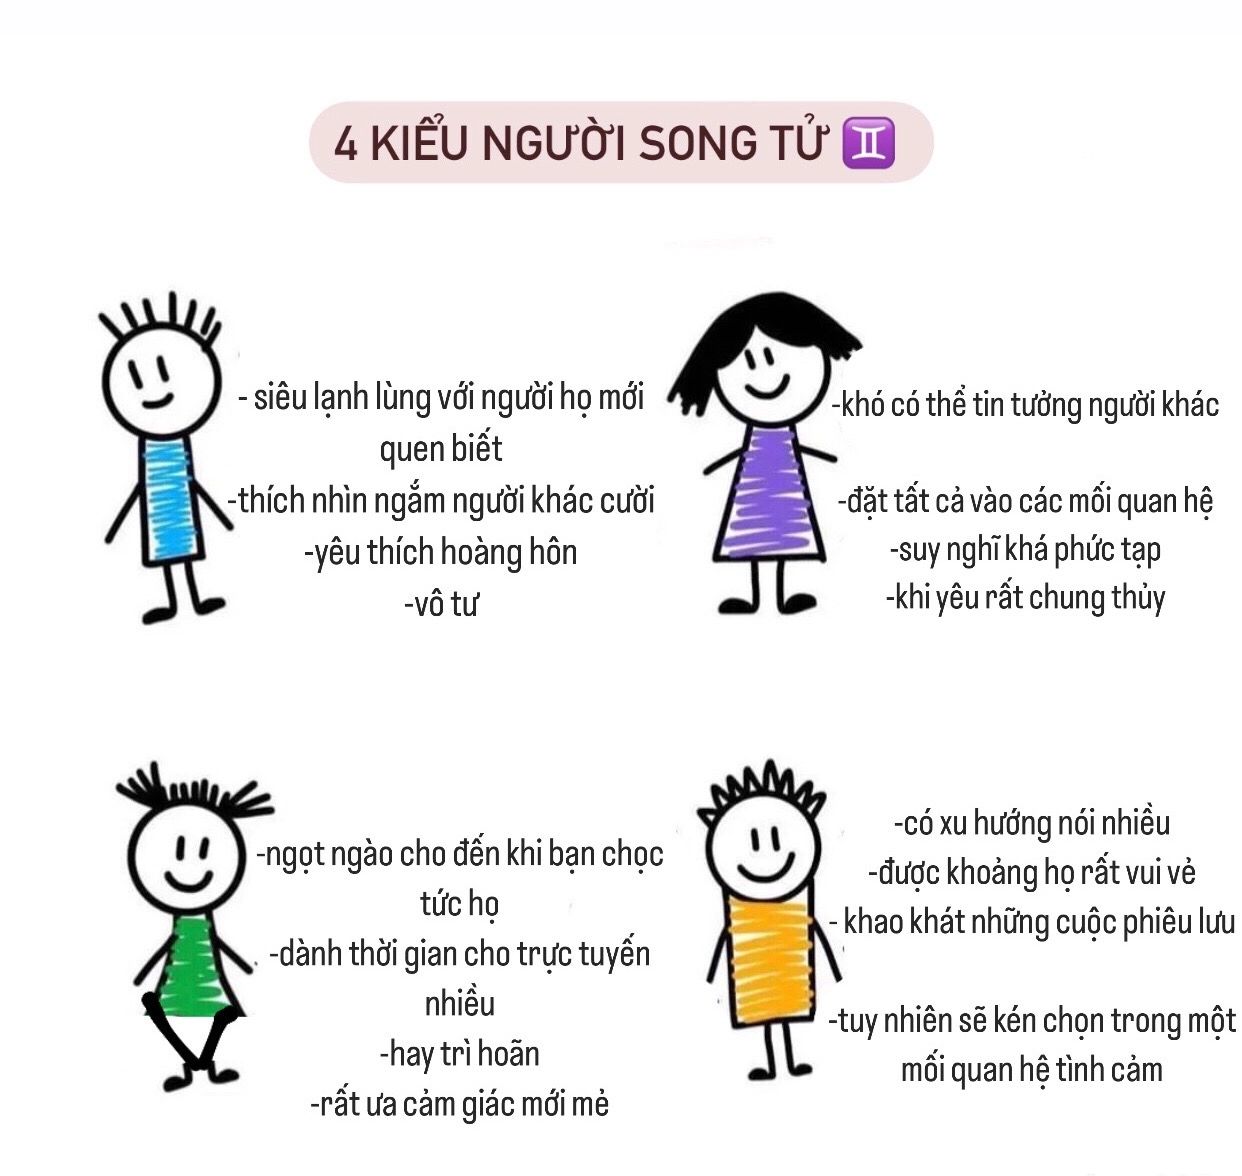 4 KIỂU NGƯỜI SONG TỬ ♊
- siêu lạnh lùng với người họ mới
quen biết
-thích nhìn ngắm người khác cười
-yêu thích hoàng hôn
-vô tư
-khó có thể tin tưởng người khác
-đặt tất cả vào các mối quan hệ
-suy nghĩ khá phức tạp
-khi yêu rất chung thủy
-ngọt ngào cho đến khi bạn chọc
tức họ
-dành thời gian cho trực tuyến
nhiều
-hay trì hoãn
-rất ưa cảm giác mới mẻ
-có xu hướng nói nhiều
-được khoảng họ rất vui vẻ
- khao khát những cuộc phiêu lưu
-tuy nhiên sẽ kén chọn trong một
mối quan hệ tình cảm